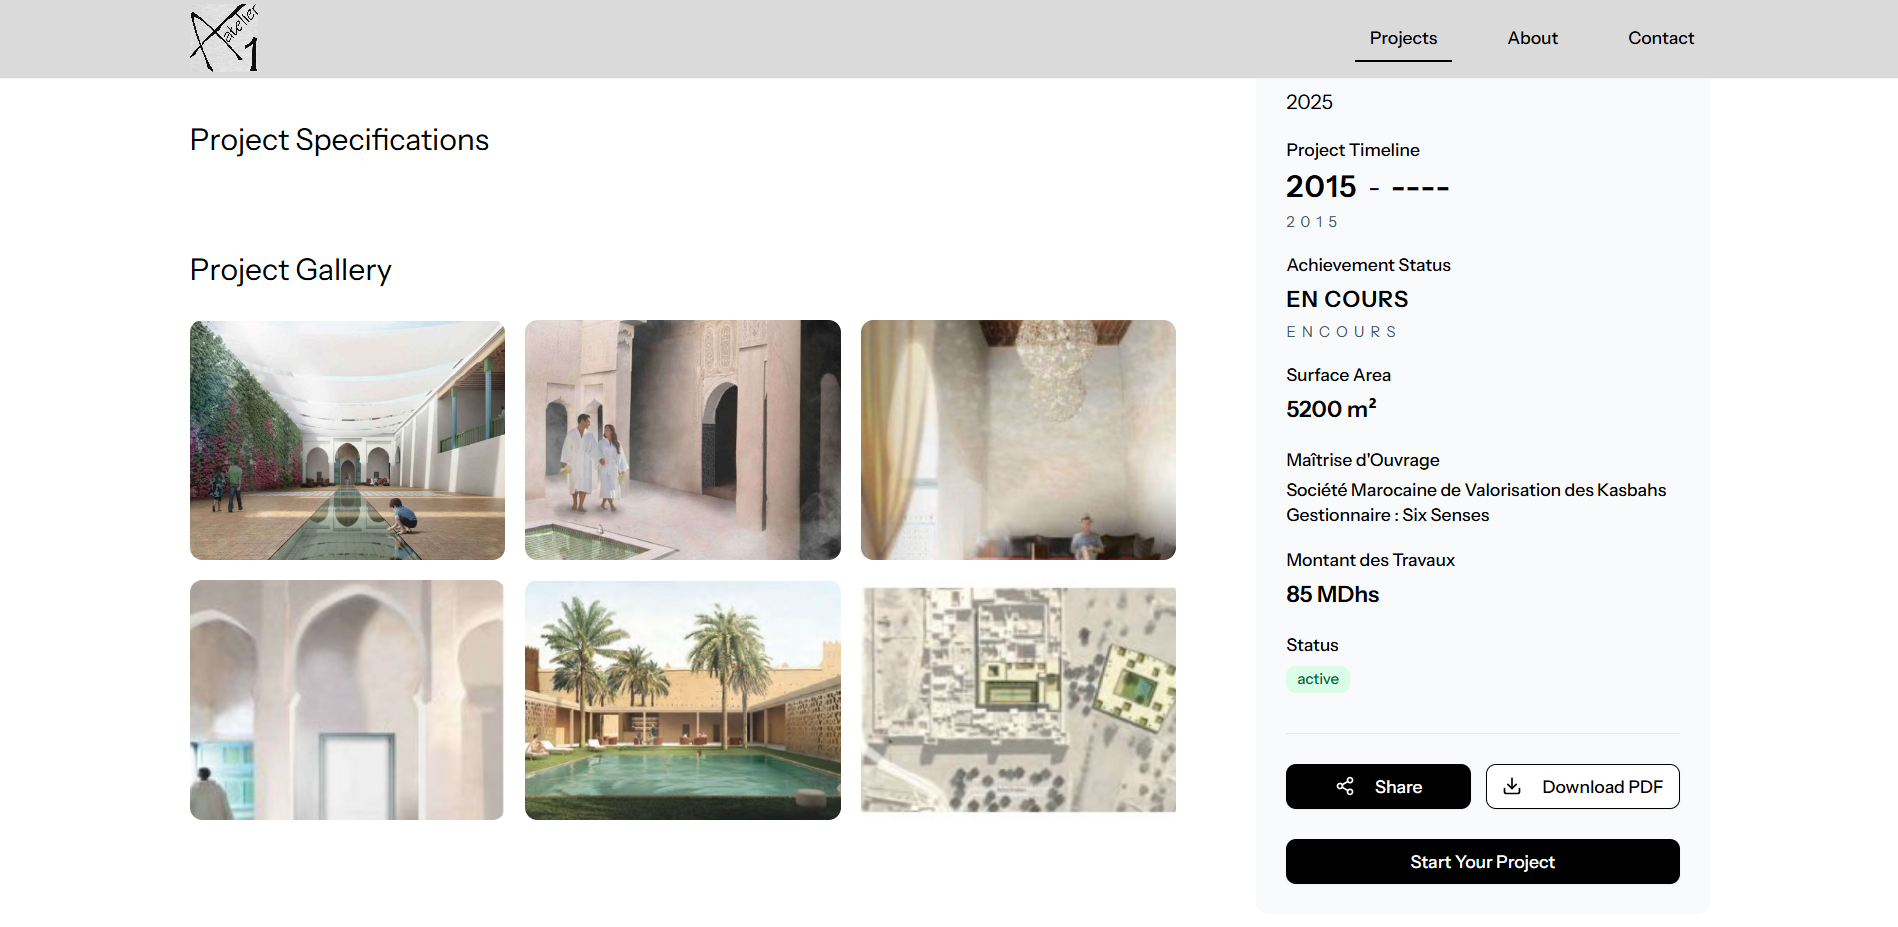 atelier
1
Projects
About
Contact
Project Specifications
Project Gallery
2025
Project Timeline
2015 - ----
2015
Achievement Status
EN COURS
ENCOURS
Surface Area
5200 m²
Maîtrise d'Ouvrage
Société Marocaine de Valorisation des Kasbahs
Gestionnaire : Six Senses
Montant des Travaux
85 MDhs
Status
active
Share
Download PDF
Start Your Project